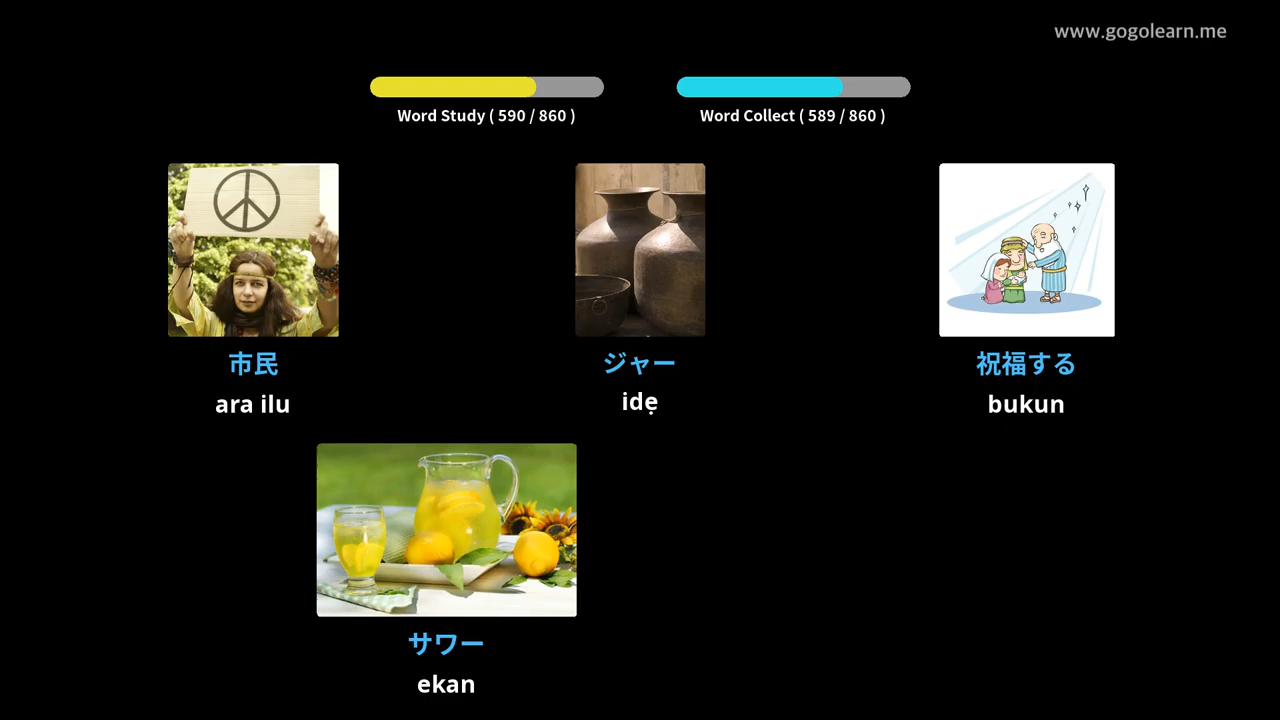 www.gogolearn.me
Word Study ( 590 / 860 )
Word Collect ( 589 / 860 )
市民
ara ilu
ジャー
idẹ
祝福する
bukun
サワー
ekan